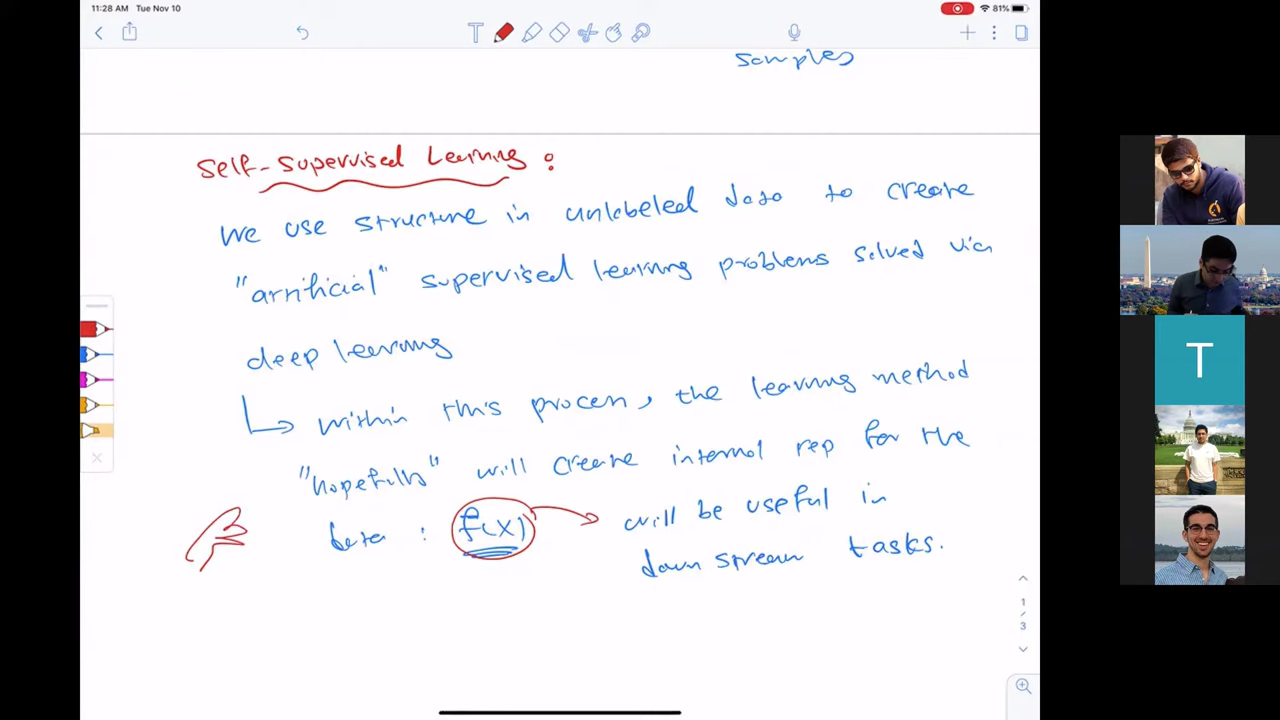 11:28 AM Tue Nov 10
81%
T
samples
Self-Supervised Learning :
We use structure in unlabeled data to create
"artificial" supervised learning problems solved via
deep learning
within this process, the learning method
"hopefully" will create internal rep for the
data : f(x) will be useful in
down stream tasks.
1
/
3
T